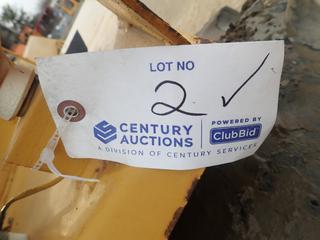 LOT NO
2 ✓
CENTURY AUCTIONS
POWERED BY
ClubBid
A DIVISION OF CENTURY SERVICES